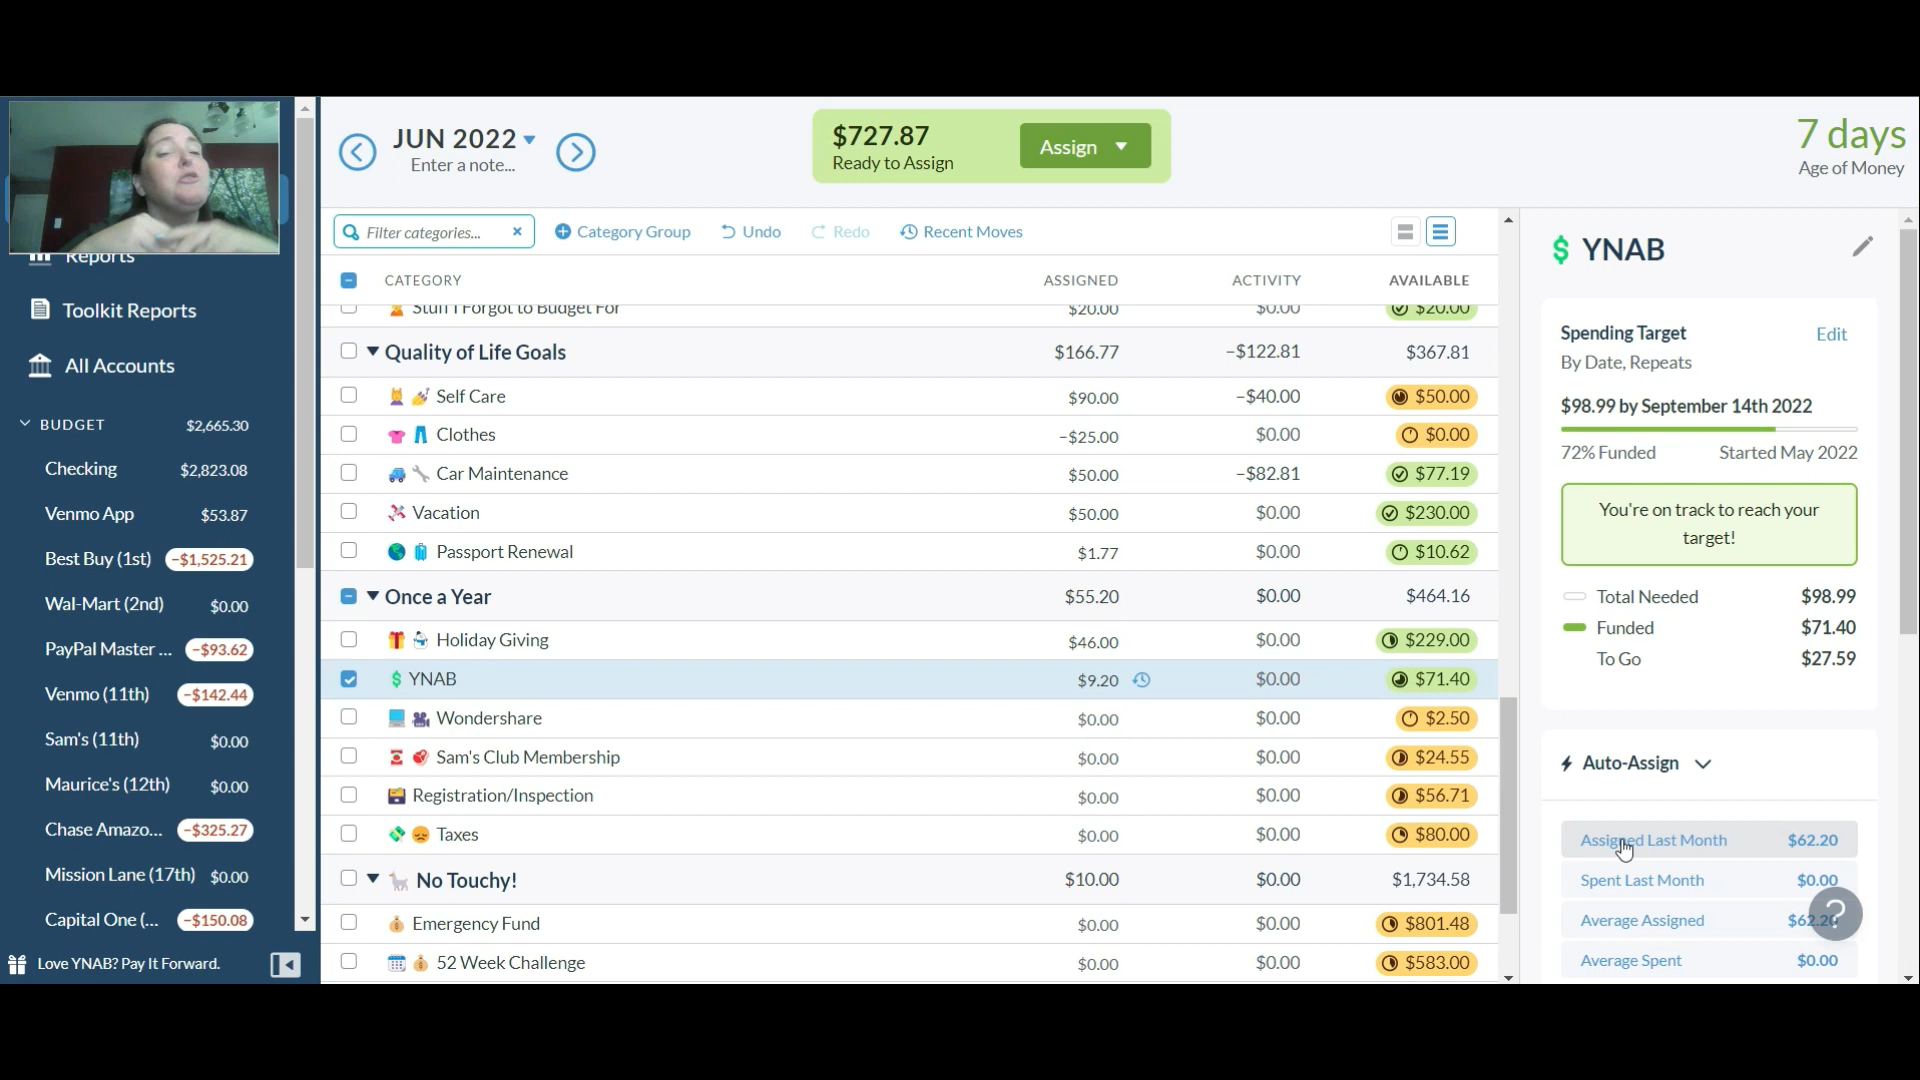 Reports
Toolkit Reports
All Accounts
BUDGET $2,665.30
Checking $2,823.08
Venmo App $53.87
Best Buy (1st) −$1,525.21
Wal-Mart (2nd) $0.00
PayPal Master ... −$93.62
Venmo (11th) −$142.44
Sam's (11th) $0.00
Maurice's (12th) $0.00
Chase Amazo... −$325.27
Mission Lane (17th) $0.00
Capital One (... −$150.08
Love YNAB? Pay It Forward.
JUN 2022
Enter a note...
$727.87
Ready to Assign
Assign
7 days
Age of Money
Filter categories...
Category Group
Undo
Redo
Recent Moves
CATEGORY ASSIGNED ACTIVITY AVAILABLE
Stuff I Forgot to Budget For $20.00 $0.00 $20.00
Quality of Life Goals $166.77 −$122.81 $367.81
Self Care $90.00 −$40.00 $50.00
Clothes −$25.00 $0.00 $0.00
Car Maintenance $50.00 −$82.81 $77.19
Vacation $50.00 $0.00 $230.00
Passport Renewal $1.77 $0.00 $10.62
Once a Year $55.20 $0.00 $464.16
Holiday Giving $46.00 $0.00 $229.00
YNAB $9.20 $0.00 $71.40
Wondershare $0.00 $0.00 $2.50
Sam's Club Membership $0.00 $0.00 $24.55
Registration/Inspection $0.00 $0.00 $56.71
Taxes $0.00 $0.00 $80.00
No Touchy! $10.00 $0.00 $1,734.58
Emergency Fund $0.00 $0.00 $801.48
52 Week Challenge $0.00 $0.00 $583.00
$ YNAB
Spending Target Edit
By Date, Repeats
$98.99 by September 14th 2022
72% Funded Started May 2022
You're on track to reach your
target!
Total Needed $98.99
Funded $71.40
To Go $27.59
Auto-Assign
Assigned Last Month $62.20
Spent Last Month $0.00
Average Assigned $62.20
Average Spent $0.00
?